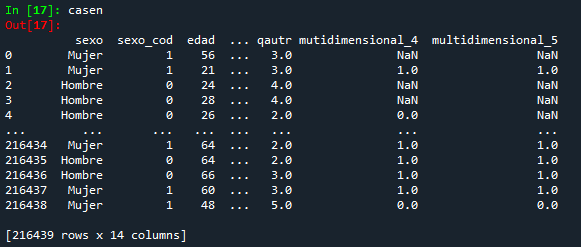 In [17]: casen
Out[17]:
sexo sexo_cod edad ... qautr mutidimensional_4 multidimensional_5
0 Mujer 1 56 ... 3.0 NaN NaN
1 Mujer 1 21 ... 3.0 1.0 1.0
2 Hombre 0 24 ... 4.0 NaN NaN
3 Hombre 0 28 ... 4.0 NaN NaN
4 Hombre 0 26 ... 2.0 0.0 NaN
... ... ... ... ... ... ... ...
216434 Mujer 1 64 ... 2.0 1.0 1.0
216435 Hombre 0 64 ... 2.0 1.0 1.0
216436 Hombre 0 66 ... 3.0 1.0 1.0
216437 Mujer 1 60 ... 3.0 1.0 1.0
216438 Mujer 1 48 ... 5.0 0.0 0.0
[216439 rows x 14 columns]